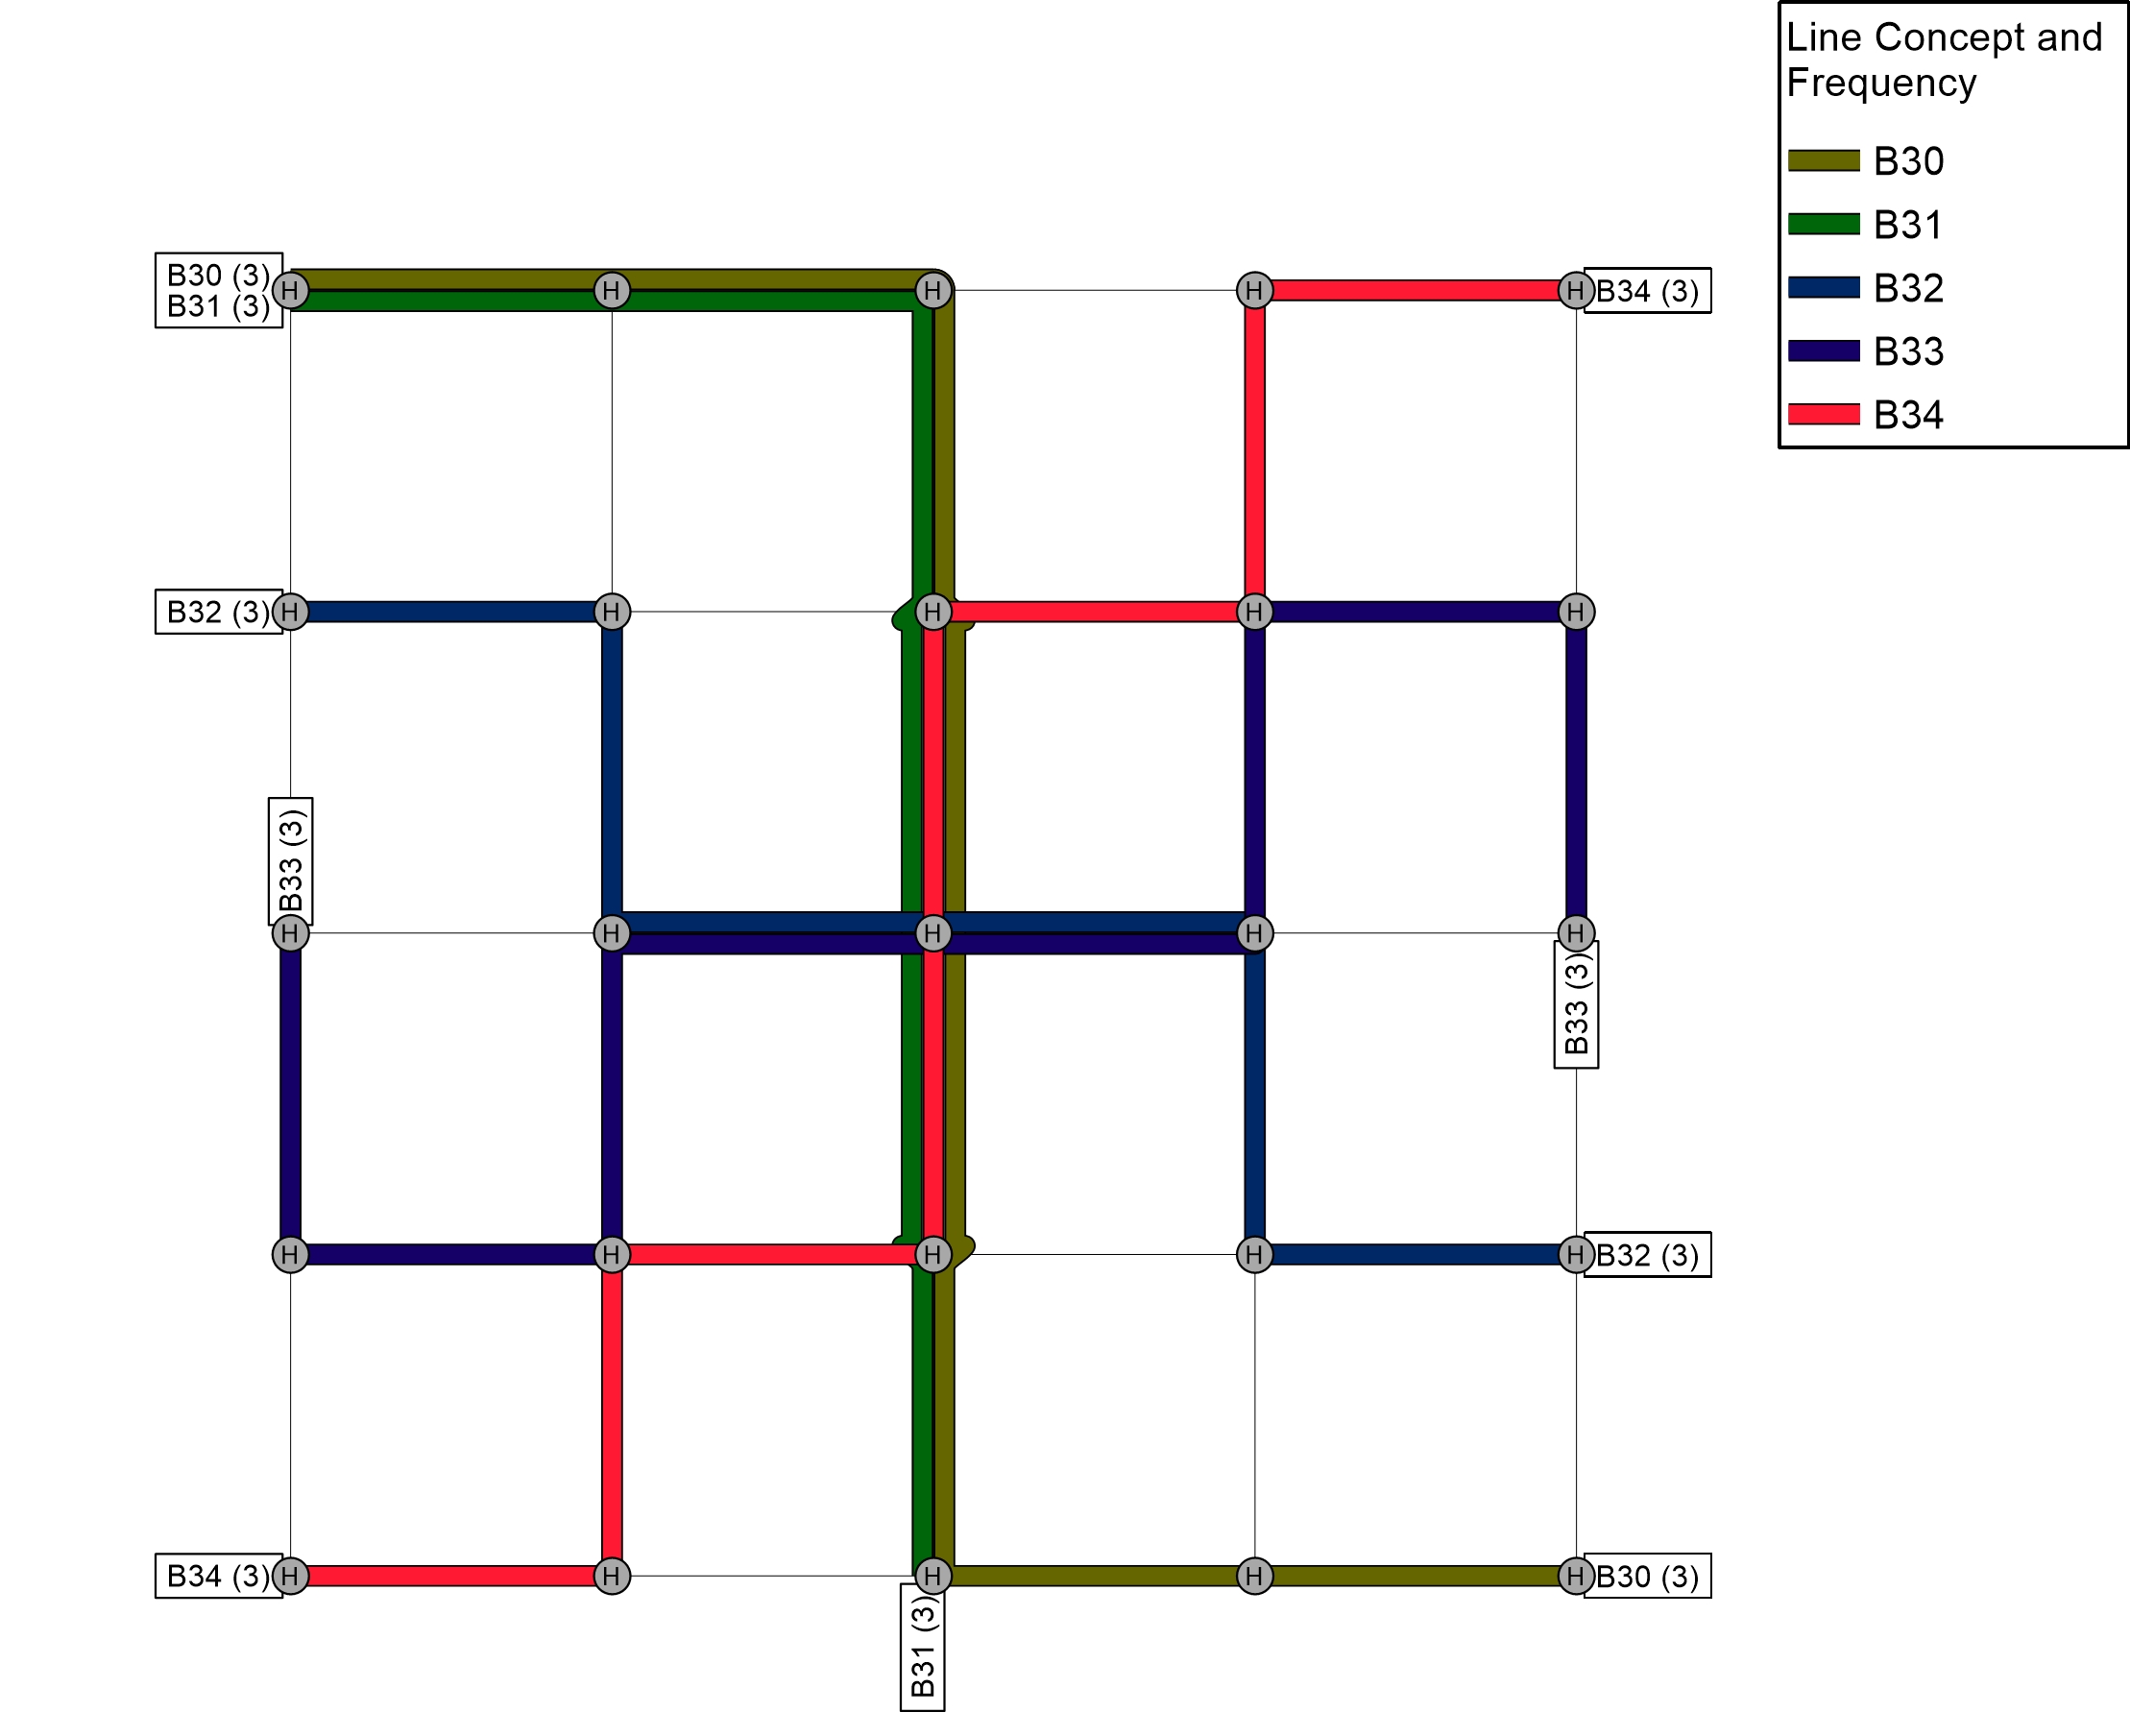 Line Concept and
Frequency
B30
B31
B32
B33
B34
B30 (3)
B31 (3)
H H H H H
B34 (3)
B32 (3)
H H H H H
B33 (3)
H H H H H
B33 (3)
H H H H H
B32 (3)
B34 (3)
H H H H H
B30 (3)
B31 (3)